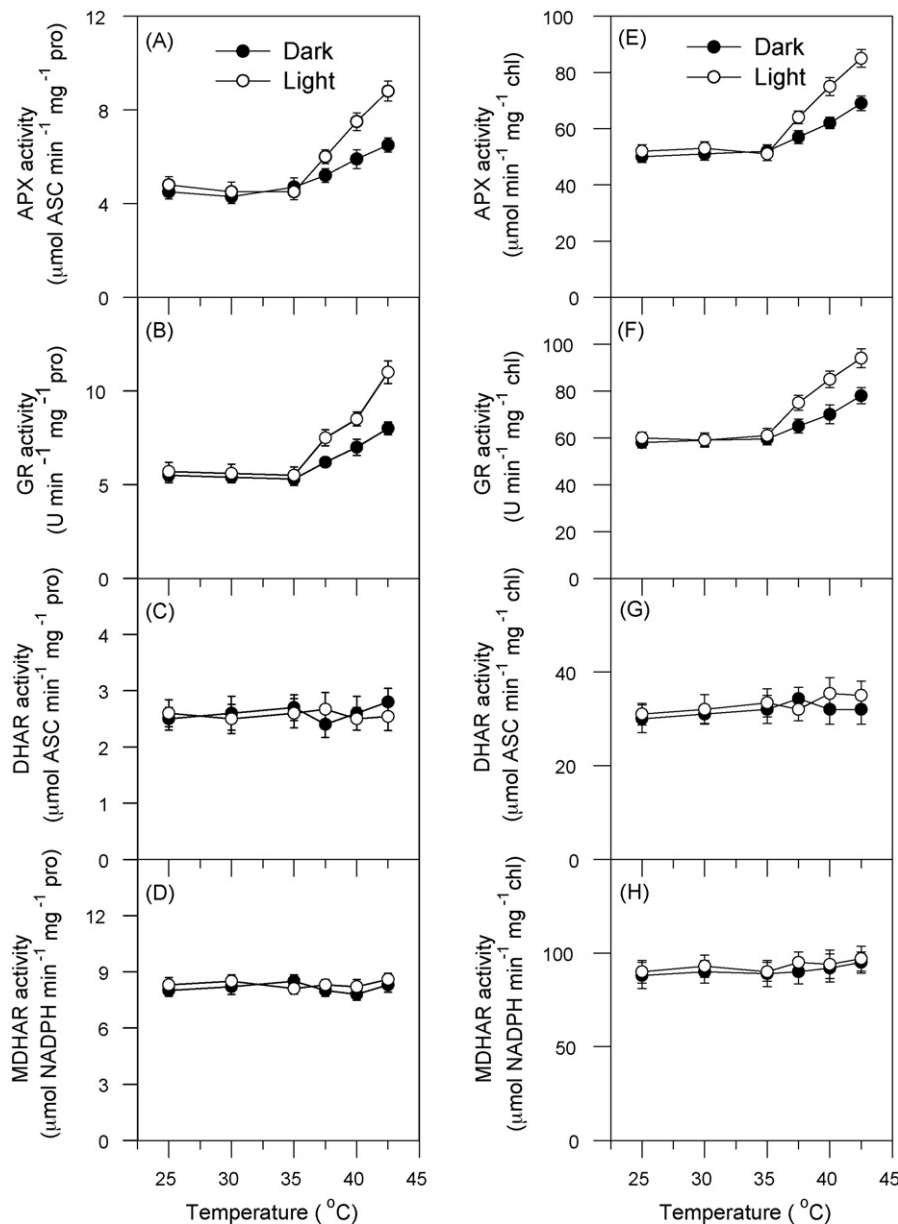 (A)
Dark
Light
APX activity
(μmol ASC min⁻¹ mg⁻¹ pro)
12
8
4
0
(E)
Dark
Light
APX activity
(μmol min⁻¹ mg⁻¹ chl)
100
80
60
40
20
0
(B)
GR activity
(U min⁻¹ mg⁻¹ pro)
10
5
0
(F)
GR activity
(U min⁻¹ mg⁻¹ chl)
100
80
60
40
20
0
(C)
DHAR activity
(μmol ASC min⁻¹ mg⁻¹ pro)
4
3
2
1
0
(G)
DHAR activity
(μmol ASC min⁻¹ mg⁻¹ chl)
40
20
0
(D)
MDHAR activity
(μmol NADPH min⁻¹ mg⁻¹ pro)
12
9
6
3
0
(H)
MDHAR activity
(μmol NADPH min⁻¹ mg⁻¹chl)
100
50
0
25 30 35 40 45
Temperature ( °C)
25 30 35 40 45
Temperature ( °C)